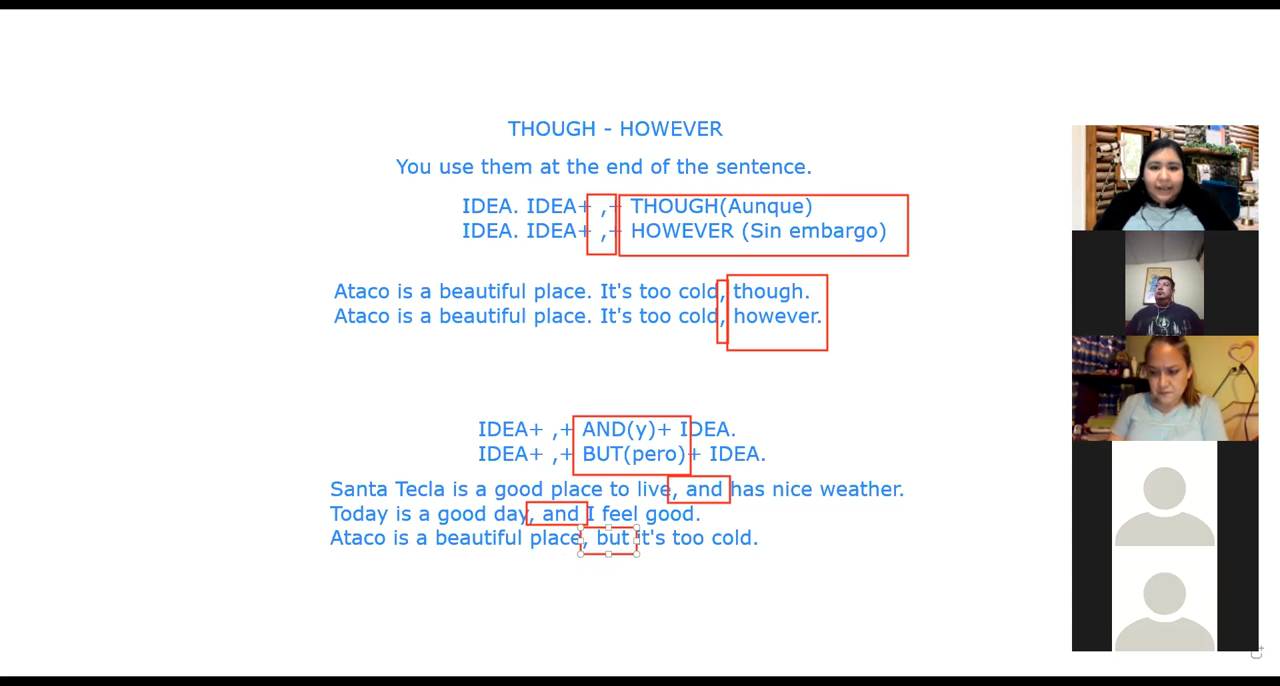 THOUGH - HOWEVER
You use them at the end of the sentence.
IDEA. IDEA+ ,+ THOUGH(Aunque)
IDEA. IDEA+ ,+ HOWEVER (Sin embargo)
Ataco is a beautiful place. It's too cold, though.
Ataco is a beautiful place. It's too cold, however.
IDEA+ ,+ AND(y)+ IDEA.
IDEA+ ,+ BUT(pero)+ IDEA.
Santa Tecla is a good place to live, and has nice weather.
Today is a good day, and I feel good.
Ataco is a beautiful place, but it's too cold.